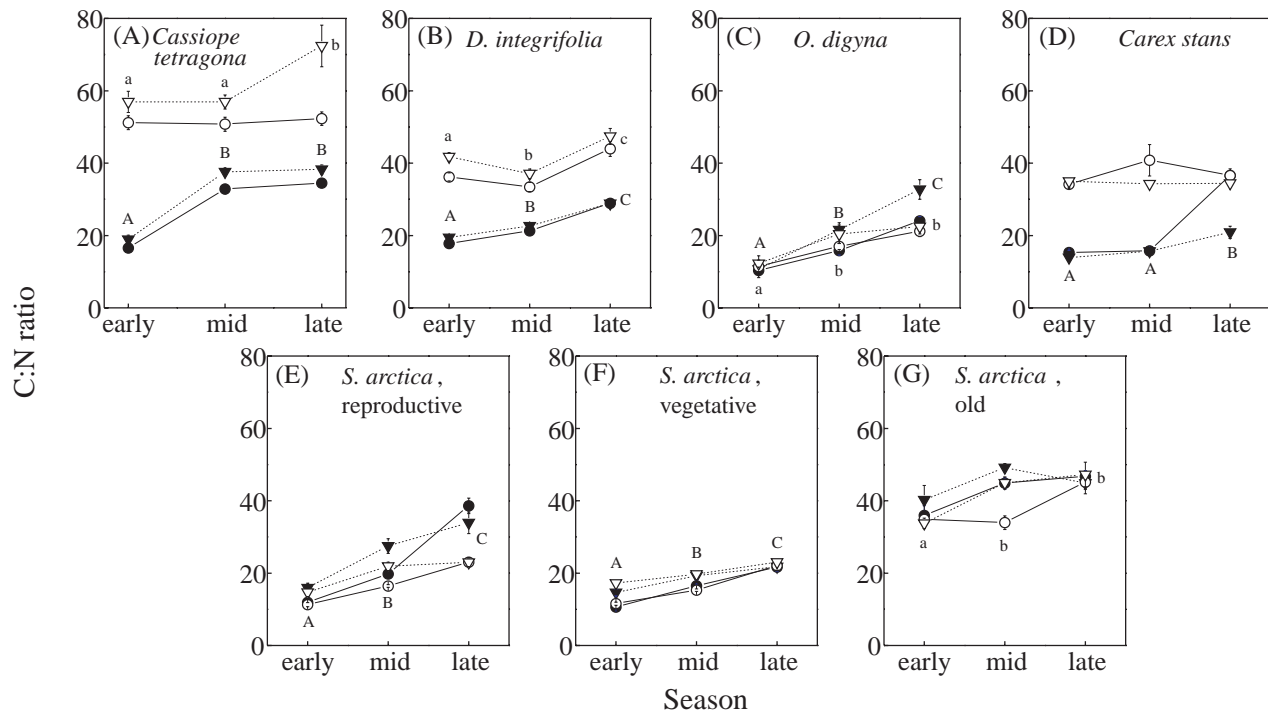 C:N ratio
80
60
40
20
0
(A) Cassiope
tetragona
a
a
b
A
B
B
early mid late
80
60
40
20
0
(B) D. integrifolia
a
b
c
A
B
C
early mid late
80
60
40
20
0
(C) O. digyna
A
B
C
a
b
b
early mid late
80
60
40
20
0
(D) Carex stans
A
A
B
early mid late
80
60
40
20
0
(E) S. arctica,
reproductive
A
B
C
early mid late
80
60
40
20
0
(F) S. arctica,
vegetative
A
B
C
early mid late
80
60
40
20
0
(G) S. arctica,
old
a
b
b
early mid late
Season